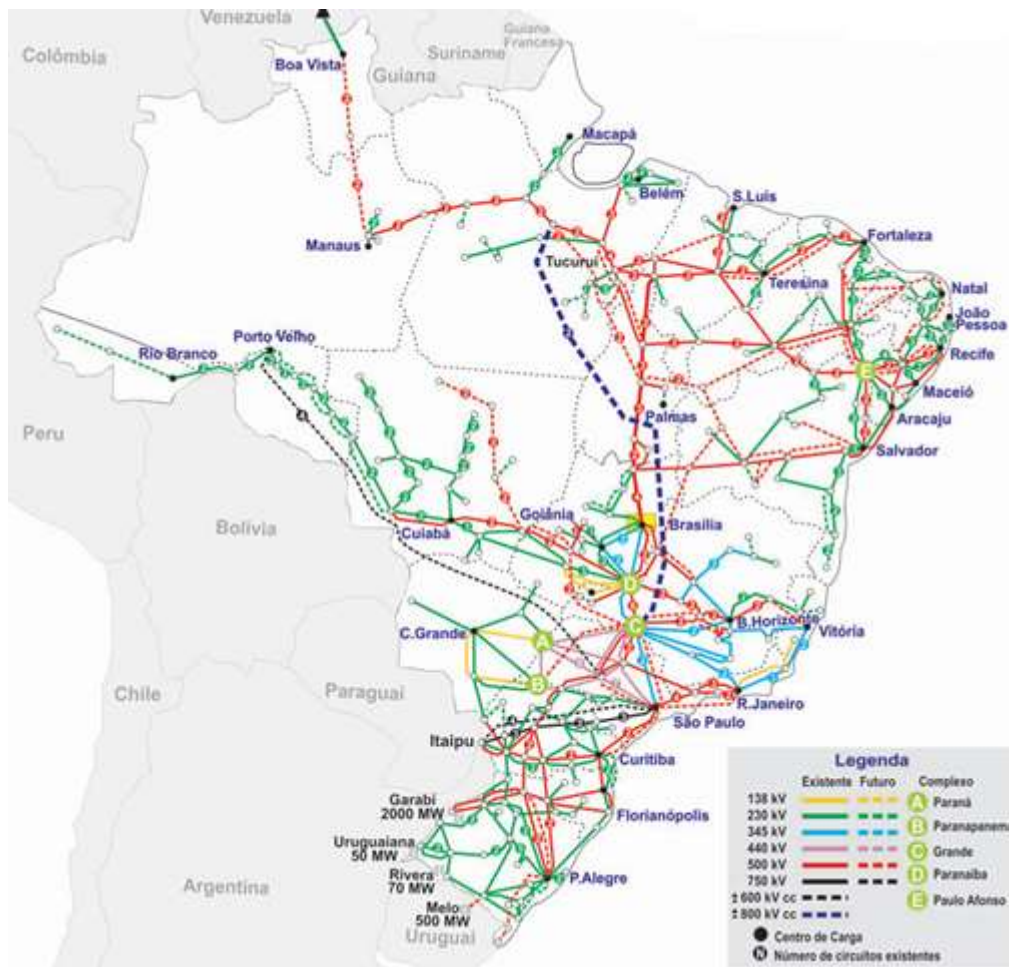 Venezuela
Colômbia
Guiana
Suriname
Guiana
Francesa
Boa Vista
Macapá
Belém
S.Luis
Manaus
Fortaleza
Tucuruí
Teresina
Natal
João
Pessoa
Porto Velho
Rio Branco
Recife
E
Maceió
Palmas
Aracaju
Peru
Salvador
Goiânia
Brasília
Cuiabá
Bolívia
D
B.Horizonte
Vitória
C
C.Grande
A
B
R.Janeiro
Paraguai
São Paulo
Chile
Itaipu
Curitiba
Garabi
2000 MW
Florianópolis
Uruguaiana
50 MW
Rivera
70 MW
P.Alegre
Argentina
Melo
500 MW
Uruguai
Legenda
Existente Futuro Complexo
138 kV A Paraná
230 kV
345 kV B Paranapanema
440 kV C Grande
500 kV
750 kV D Paranaíba
±600 kV cc E Paulo Afonso
±800 kV cc
Centro de Carga
N Número de circuitos existentes